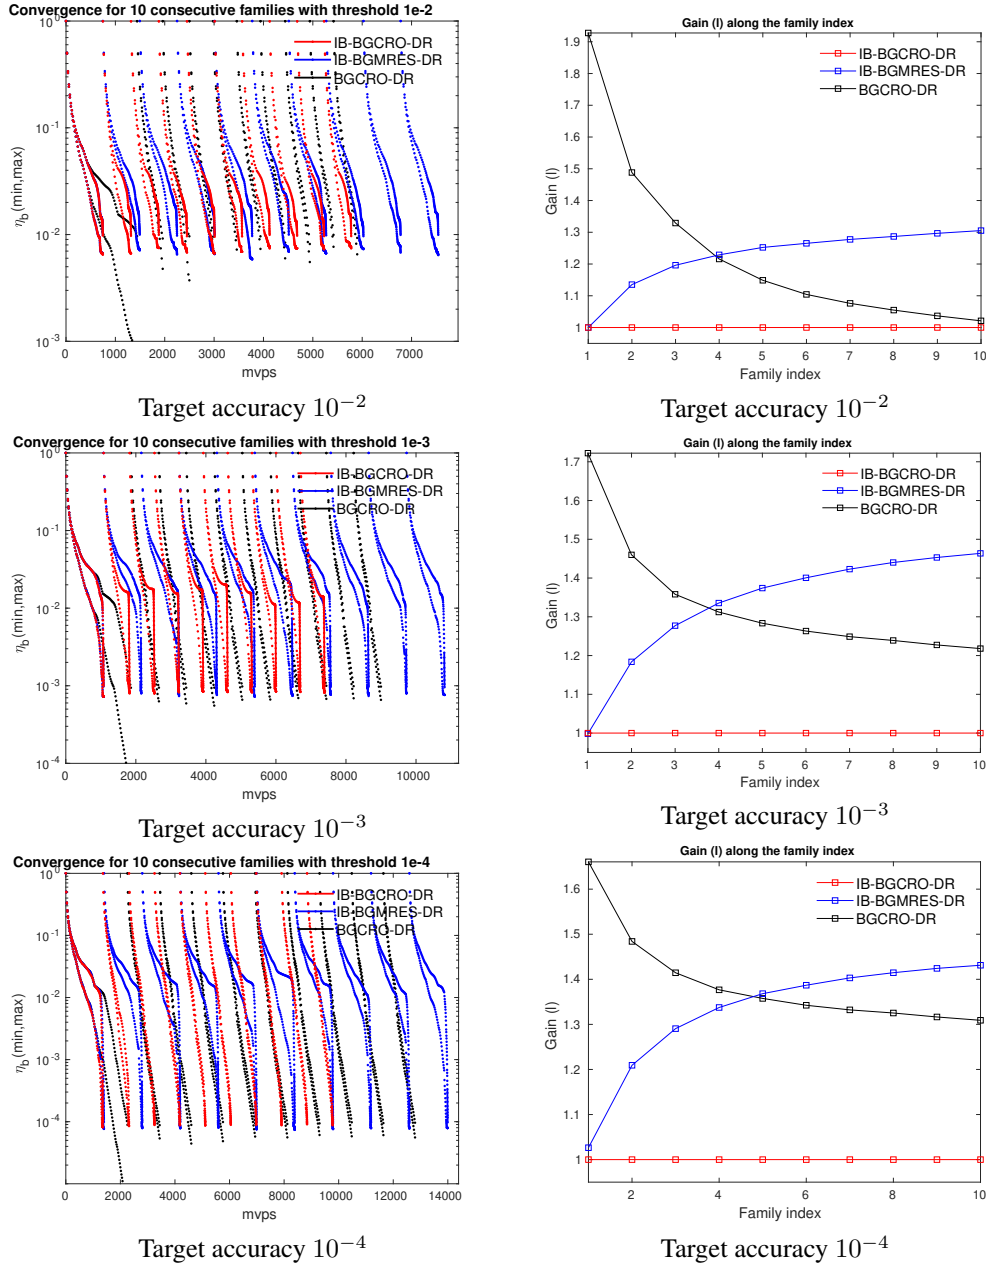 Convergence for 10 consecutive families with threshold 1e-2
10^0
10^-1
10^-2
10^-3
η_b(min,max)
IB-BGCRO-DR
IB-BGMRES-DR
BGCRO-DR
0 1000 2000 3000 4000 5000 6000 7000
mvps
Target accuracy 10^-2
Gain (l) along the family index
1.9
1.8
1.7
1.6
1.5
1.4
1.3
1.2
1.1
1
Gain (l)
IB-BGCRO-DR
IB-BGMRES-DR
BGCRO-DR
1 2 3 4 5 6 7 8 9 10
Family index
Target accuracy 10^-2
Convergence for 10 consecutive families with threshold 1e-3
10^0
10^-1
10^-2
10^-3
10^-4
η_b(min,max)
IB-BGCRO-DR
IB-BGMRES-DR
BGCRO-DR
0 2000 4000 6000 8000 10000
mvps
Target accuracy 10^-3
Gain (l) along the family index
1.7
1.6
1.5
1.4
1.3
1.2
1.1
1
Gain (l)
IB-BGCRO-DR
IB-BGMRES-DR
BGCRO-DR
1 2 3 4 5 6 7 8 9 10
Family index
Target accuracy 10^-3
Convergence for 10 consecutive families with threshold 1e-4
10^0
10^-1
10^-2
10^-3
10^-4
η_b(min,max)
IB-BGCRO-DR
IB-BGMRES-DR
BGCRO-DR
0 2000 4000 6000 8000 10000 12000 14000
mvps
Target accuracy 10^-4
Gain (l) along the family index
1.6
1.5
1.4
1.3
1.2
1.1
1
Gain (l)
IB-BGCRO-DR
IB-BGMRES-DR
BGCRO-DR
2 3 4 5 6 7 8 9 10
Family index
Target accuracy 10^-4